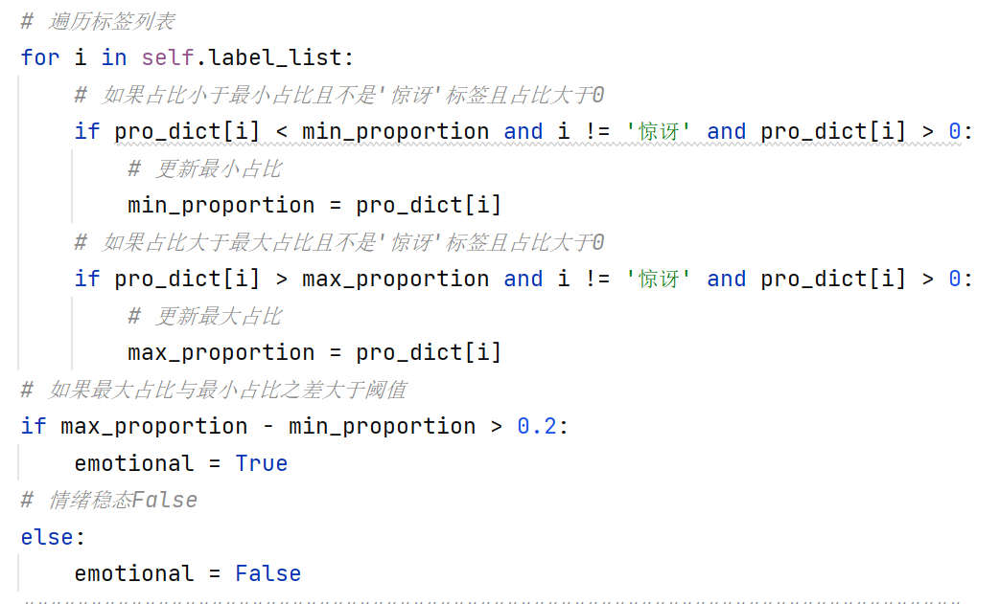 # 遍历标签列表
for i in self.label_list:
# 如果占比小于最小占比且不是'惊讶'标签且占比大于0
if pro_dict[i] < min_proportion and i != '惊讶' and pro_dict[i] > 0:
# 更新最小占比
min_proportion = pro_dict[i]
# 如果占比大于最大占比且不是'惊讶'标签且占比大于0
if pro_dict[i] > max_proportion and i != '惊讶' and pro_dict[i] > 0:
# 更新最大占比
max_proportion = pro_dict[i]
# 如果最大占比与最小占比之差大于阈值
if max_proportion - min_proportion > 0.2:
emotional = True
# 情绪稳态False
else:
emotional = False